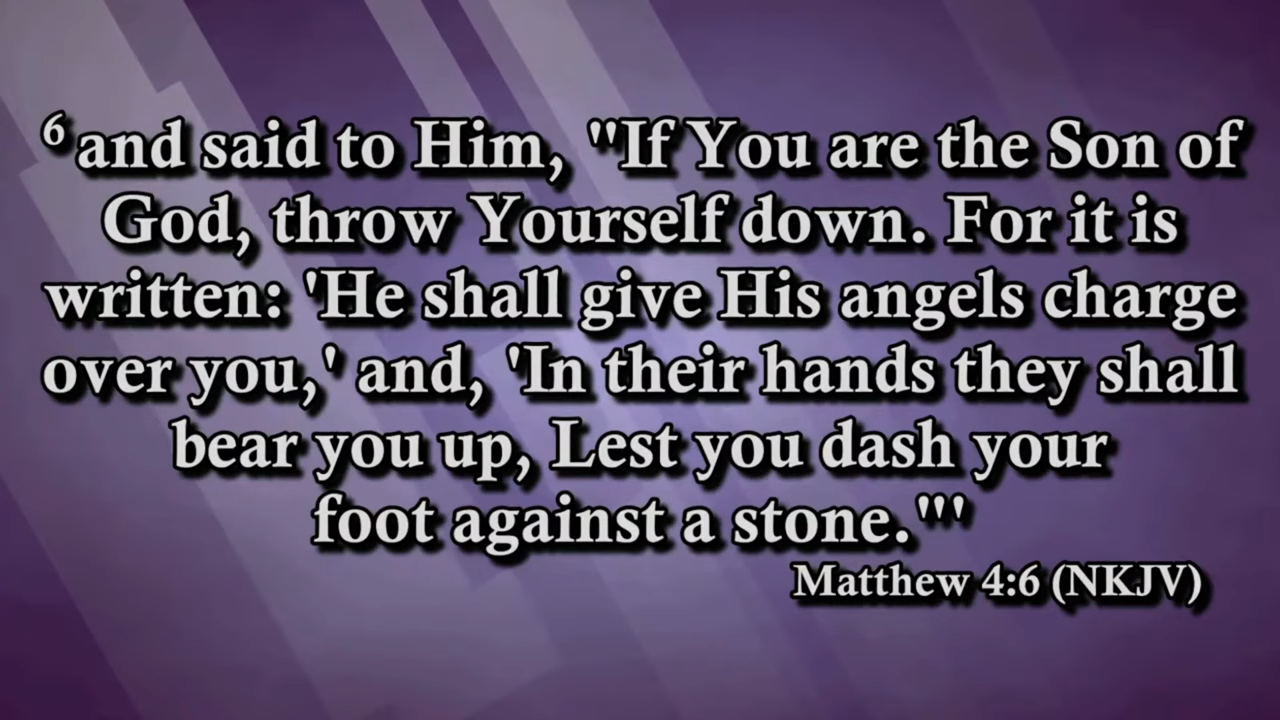 6 and said to Him, "If You are the Son of
God, throw Yourself down. For it is
written: 'He shall give His angels charge
over you,' and, 'In their hands they shall
bear you up, Lest you dash your
foot against a stone."'
Matthew 4:6 (NKJV)